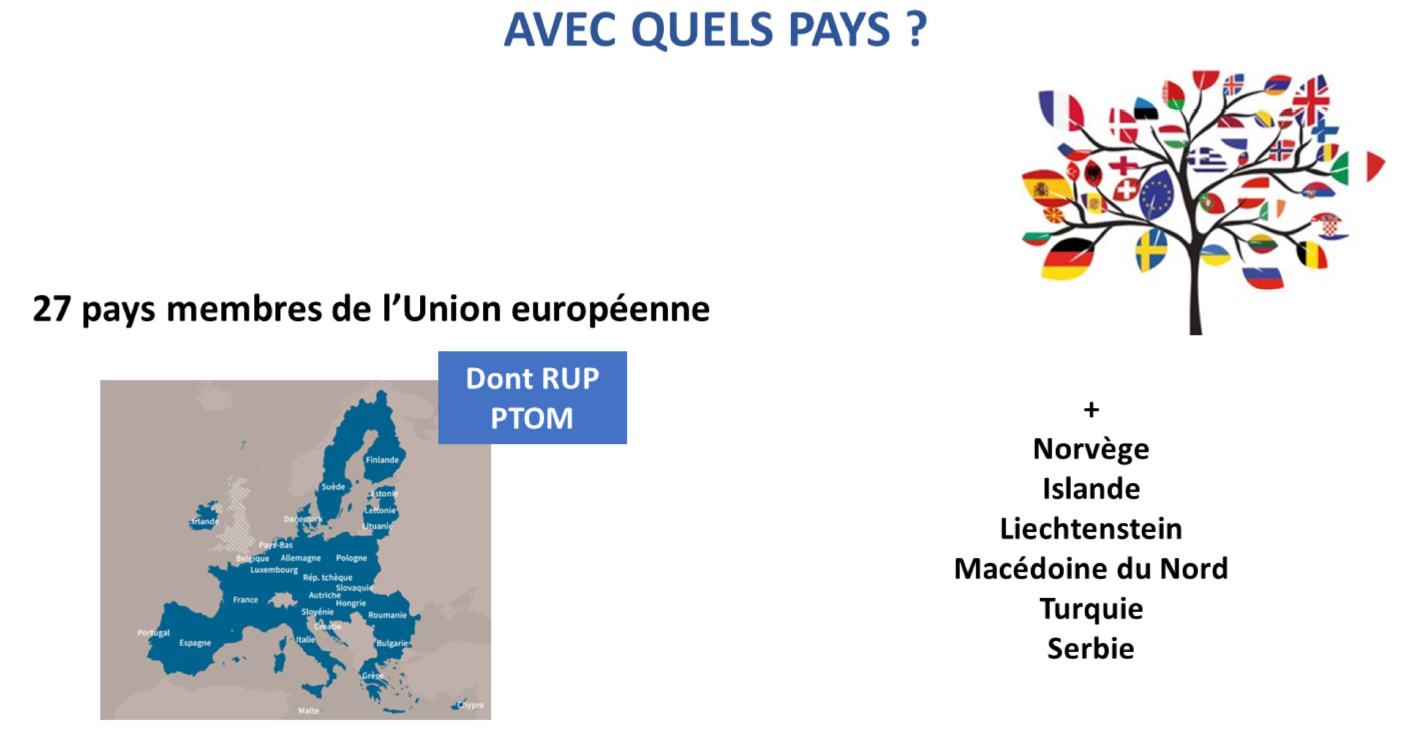 AVEC QUELS PAYS ?
27 pays membres de l’Union européenne
Dont RUP
PTOM
Finlande
Suède
Estonie
Lettonie
Irlande
Danemark
Lituanie
Pays-Bas
Belgique
Allemagne
Pologne
Luxembourg
Rép. tchèque
Slovaquie
Autriche
France
Hongrie
Slovénie
Roumanie
Croatie
Portugal
Espagne
Italie
Bulgarie
Grèce
Malte
Chypre
+
Norvège
Islande
Liechtenstein
Macédoine du Nord
Turquie
Serbie